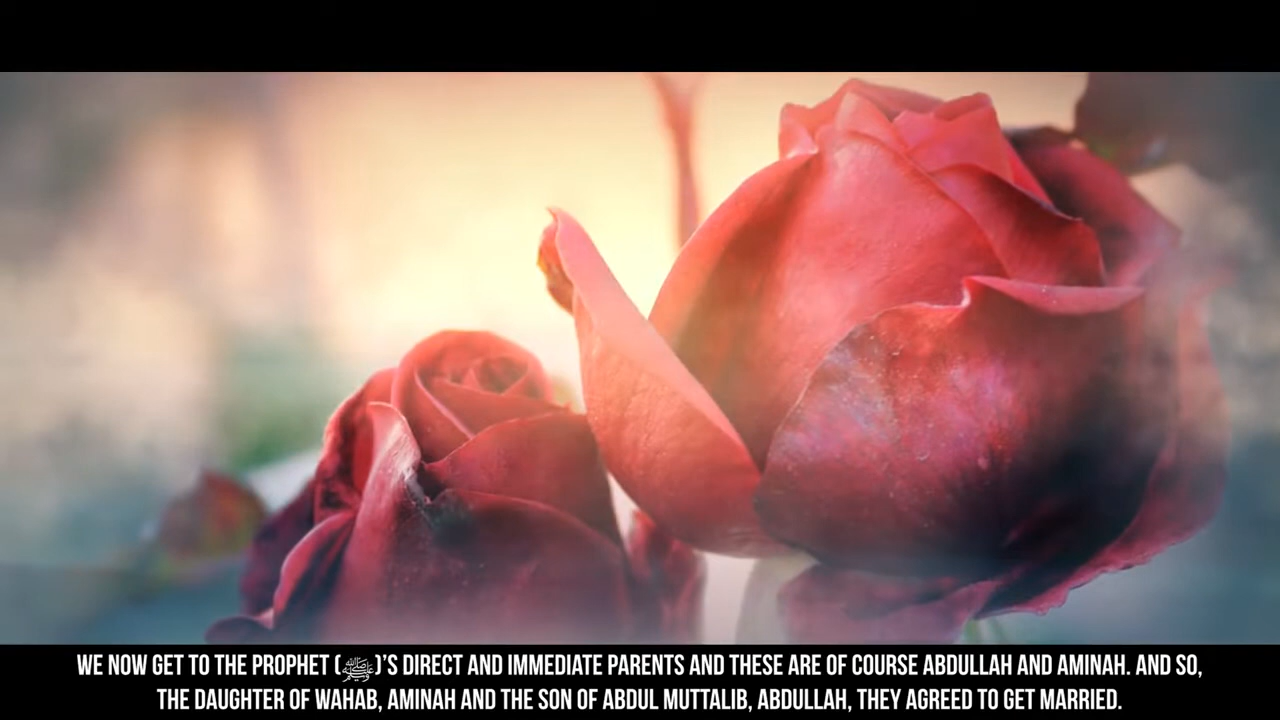 WE NOW GET TO THE PROPHET (ﷺ)'S DIRECT AND IMMEDIATE PARENTS AND THESE ARE OF COURSE ABDULLAH AND AMINAH. AND SO,
THE DAUGHTER OF WAHAB, AMINAH AND THE SON OF ABDUL MUTTALIB, ABDULLAH, THEY AGREED TO GET MARRIED.